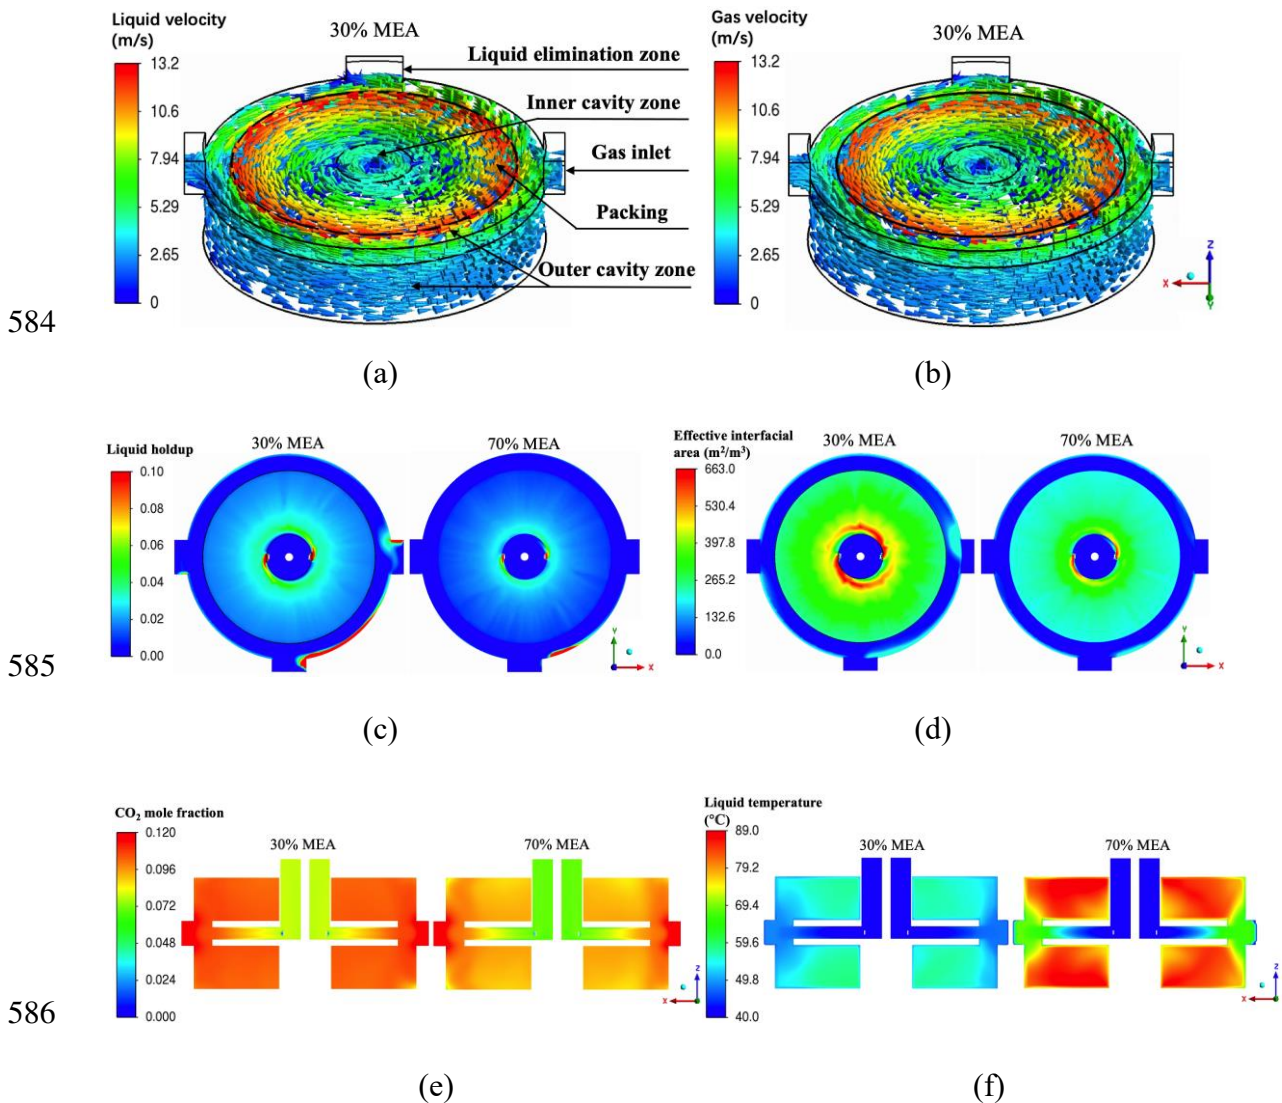 Liquid velocity
(m/s)
30% MEA
13.2
10.6
7.94
5.29
2.65
0
Liquid elimination zone
Inner cavity zone
Gas inlet
Packing
Outer cavity zone
Gas velocity
(m/s)
30% MEA
13.2
10.6
7.94
5.29
2.65
0
Z
X
Y
584
(a)
(b)
Liquid holdup
30% MEA
70% MEA
0.10
0.08
0.06
0.04
0.02
0.00
Y
X
Effective interfacial
area (m²/m³)
30% MEA
70% MEA
663.0
530.4
397.8
265.2
132.6
0.0
Y
X
585
(c)
(d)
CO₂ mole fraction
30% MEA
70% MEA
0.120
0.096
0.072
0.048
0.024
0.000
Z
X
Liquid temperature
(°C)
30% MEA
70% MEA
89.0
79.2
69.4
59.6
49.8
40.0
Z
X
586
(e)
(f)